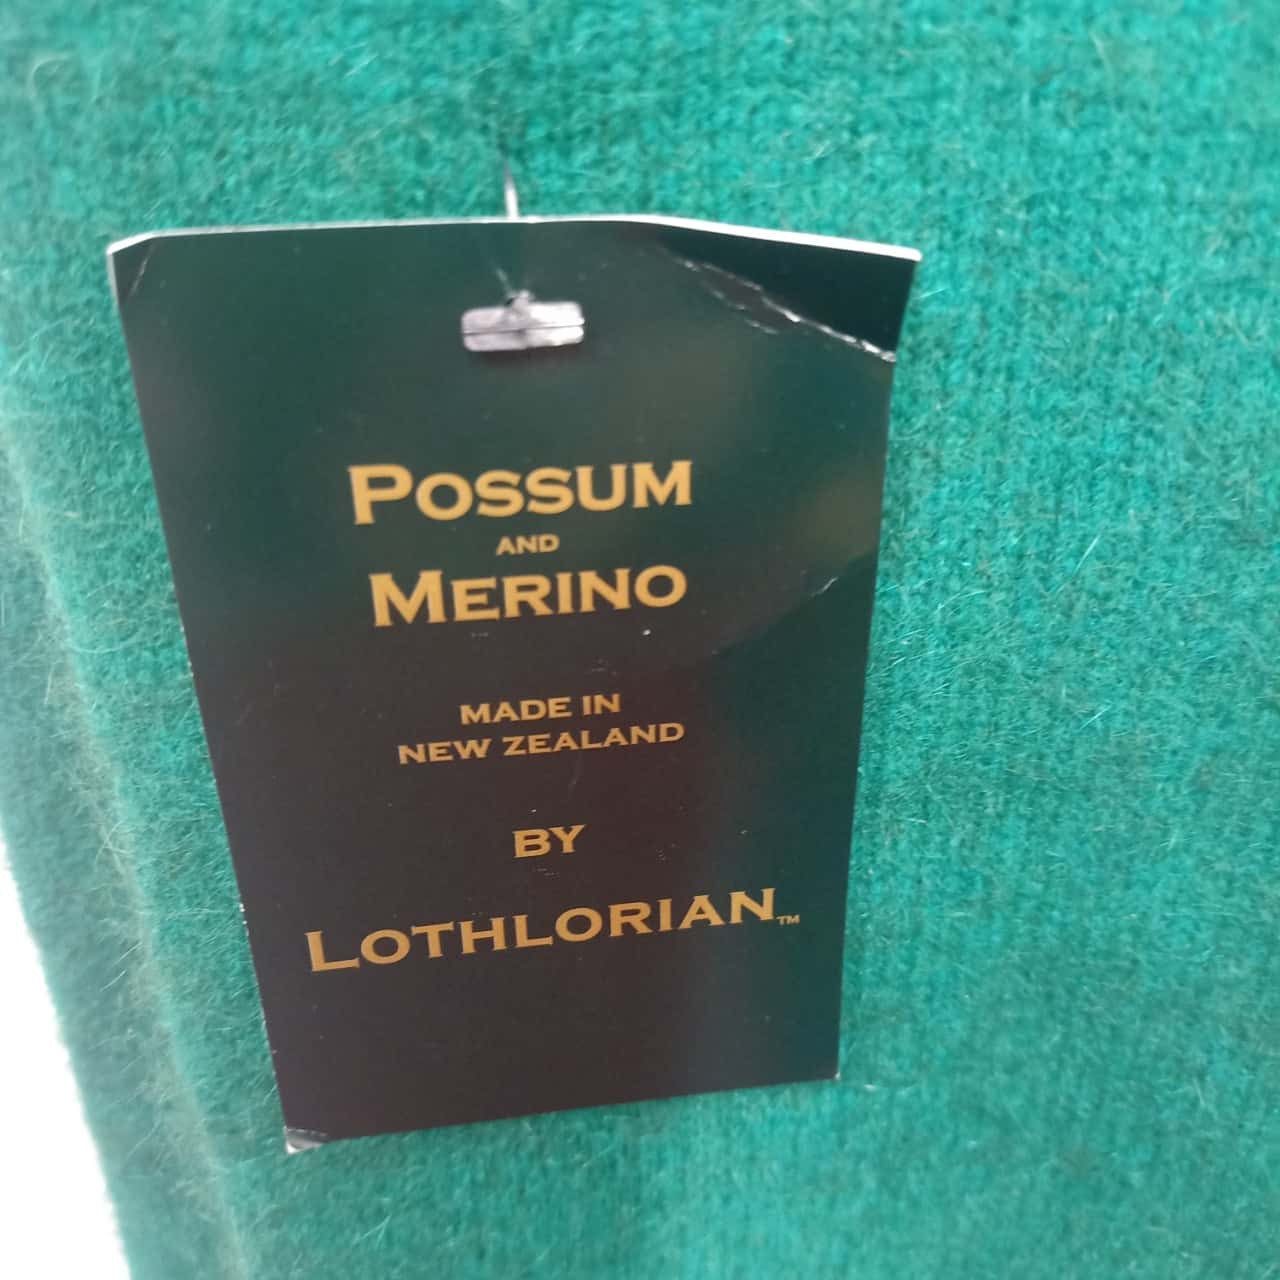 POSSUM
AND
MERINO
MADE IN
NEW ZEALAND
BY
LOTHLORIAN™